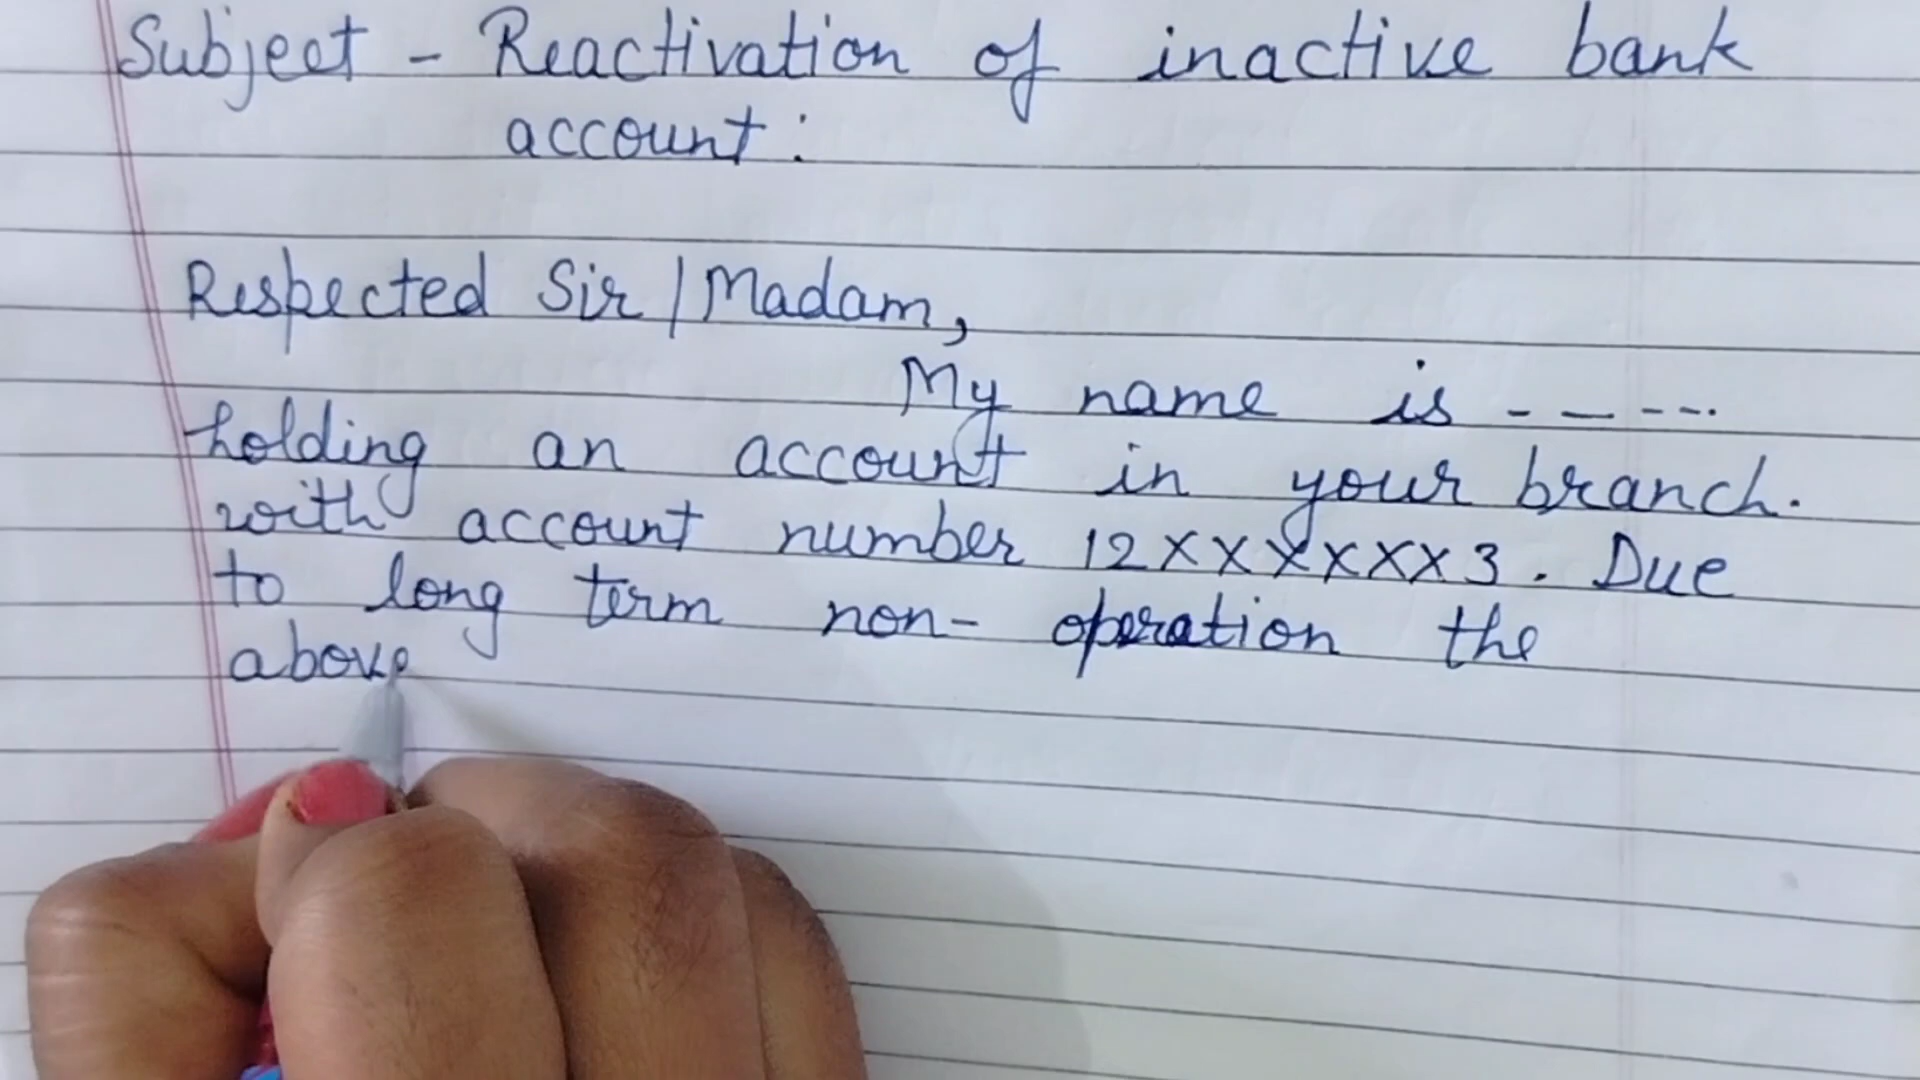 Subject - Reactivation of inactive bank
account:
Respected Sir/Madam,
My name is - - - - -
holding an account in your branch.
with account number 12XXXXXXX3. Due
to long term non-operation the
above